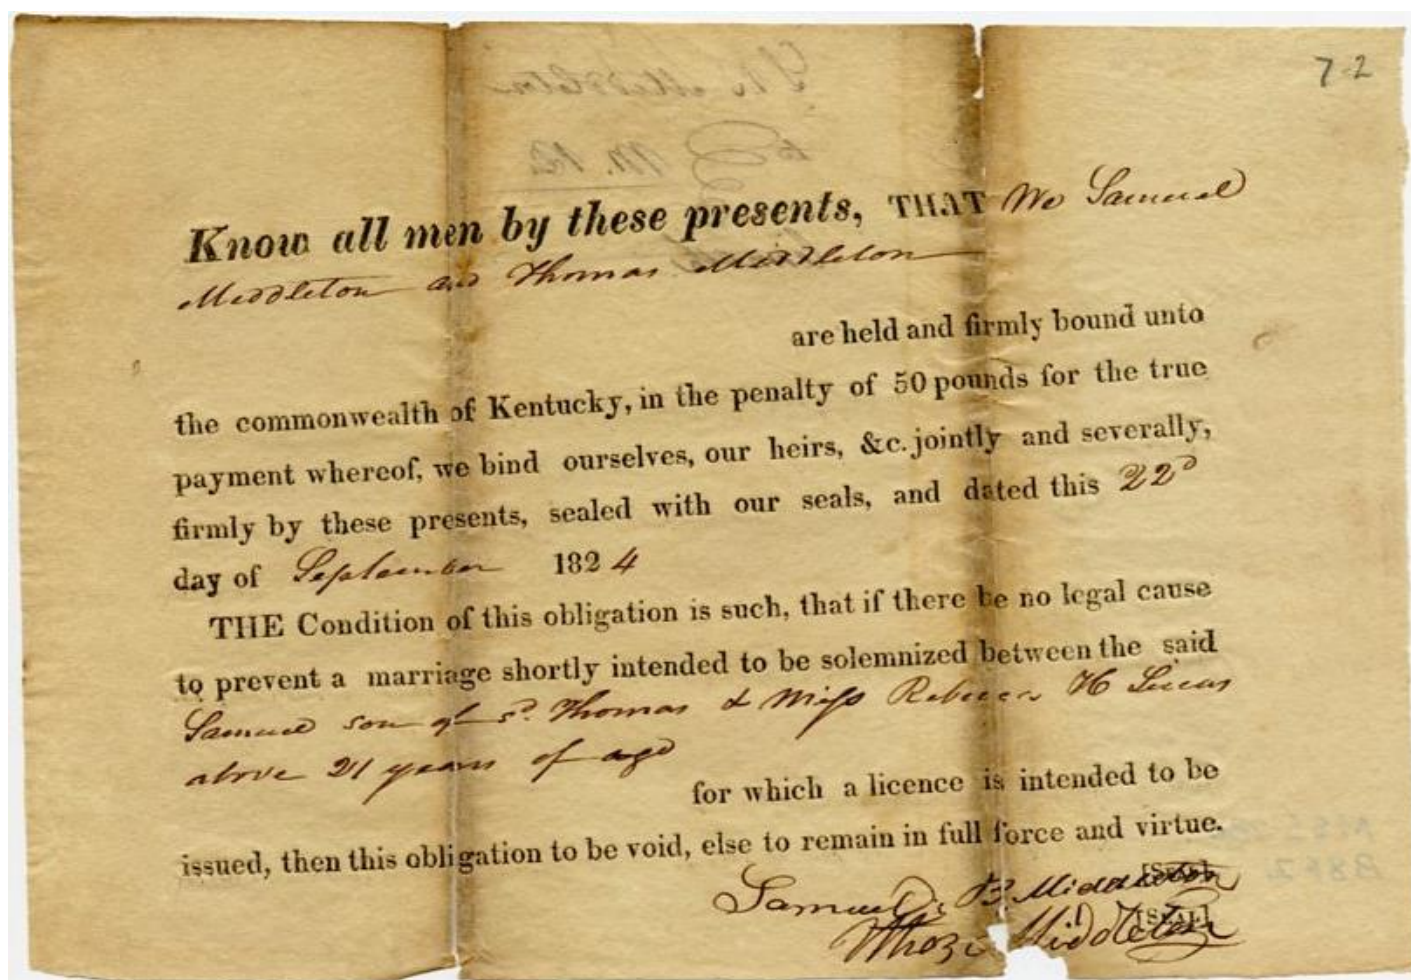 7-2
Know all men by these presents, THAT We Samuel
Middleton and Thomas Middleton
are held and firmly bound unto
the commonwealth of Kentucky, in the penalty of 50 pounds for the true
payment whereof, we bind ourselves, our heirs, &c. jointly and severally,
firmly by these presents, sealed with our seals, and dated this 22d
day of September 1824
THE Condition of this obligation is such, that if there be no legal cause
to prevent a marriage shortly intended to be solemnized between the said
Samuel son of sd. Thomas & Miss Rebecca H Lucas
above 21 years of age
for which a licence is intended to be
issued, then this obligation to be void, else to remain in full force and virtue.
Samuel B. Middleton [SEAL]
Thos. Middleton [SEAL]